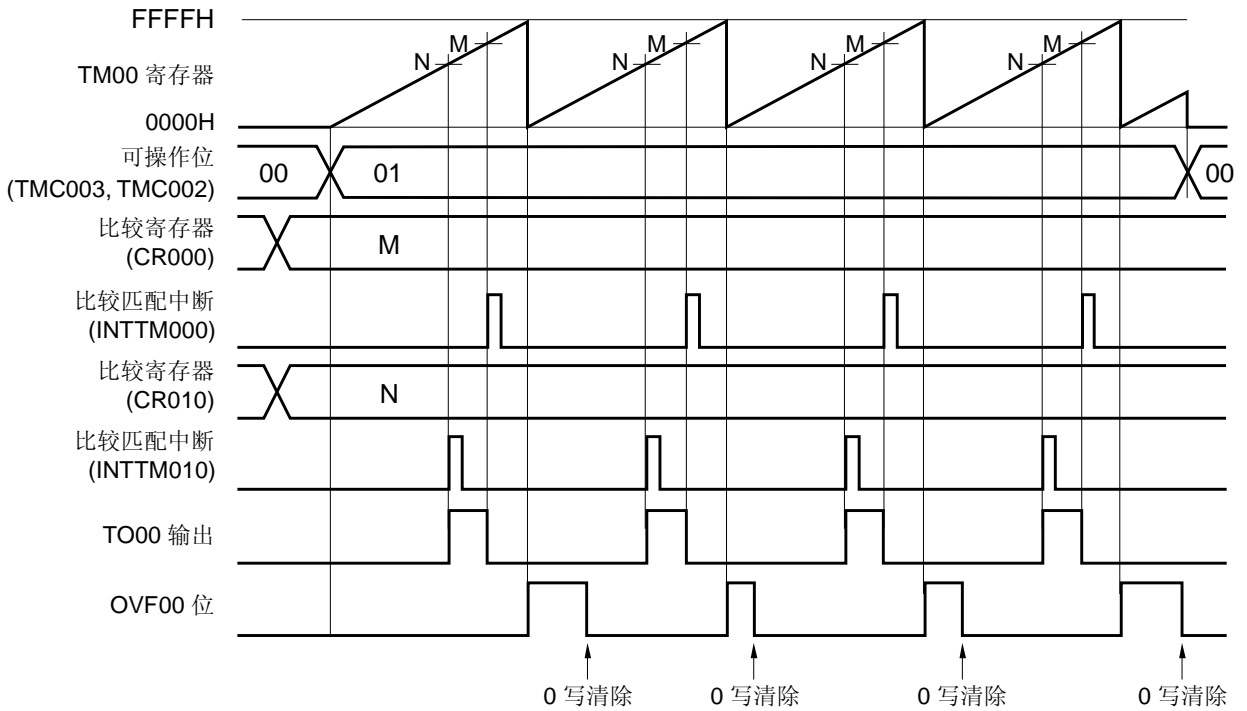 FFFFH
TM00 寄存器
0000H
M
N
M
N
M
N
M
N
可操作位
(TMC003, TMC002)
00
01
00
比较寄存器
(CR000)
M
比较匹配中断
(INTTM000)
比较寄存器
(CR010)
N
比较匹配中断
(INTTM010)
TO00 输出
OVF00 位
0 写清除
0 写清除
0 写清除
0 写清除